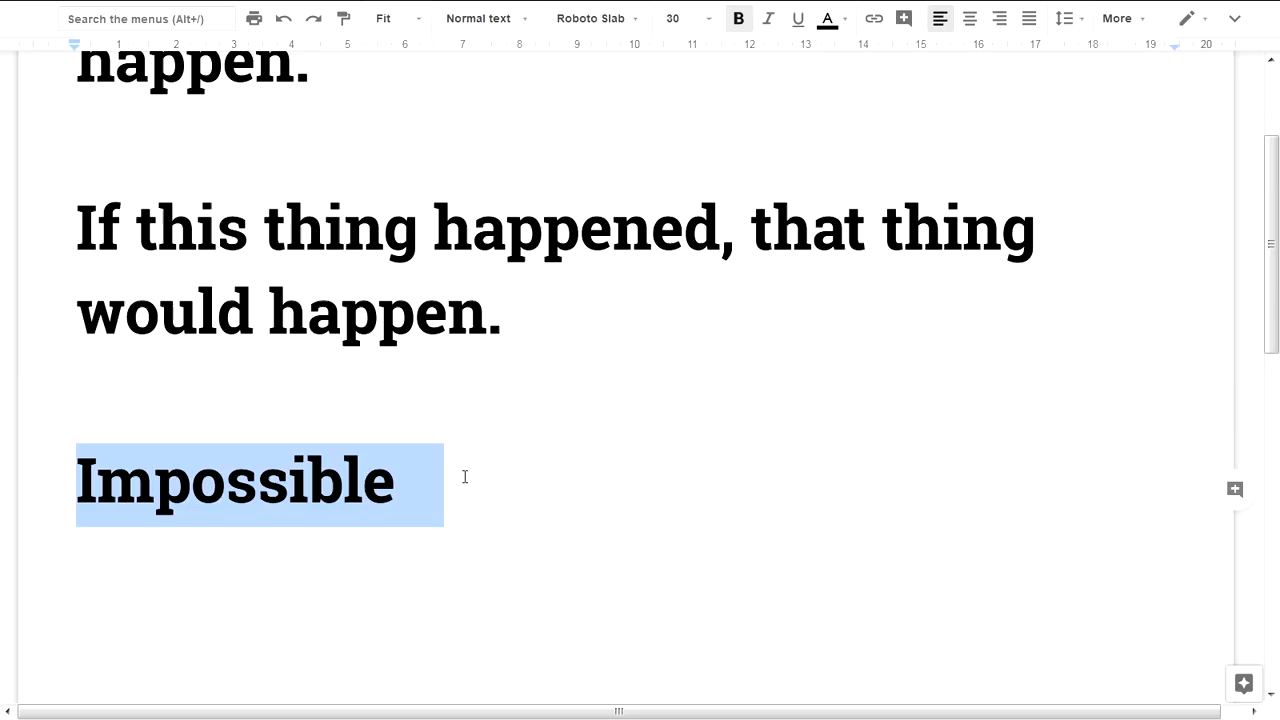 Search the menus (Alt+/) Fit Normal text Roboto Slab 30 B I U A More
1 2 3 4 5 6 7 8 9 10 11 12 13 14 15 16 17 18 19 20
happen.
If this thing happened, that thing
would happen.
Impossible